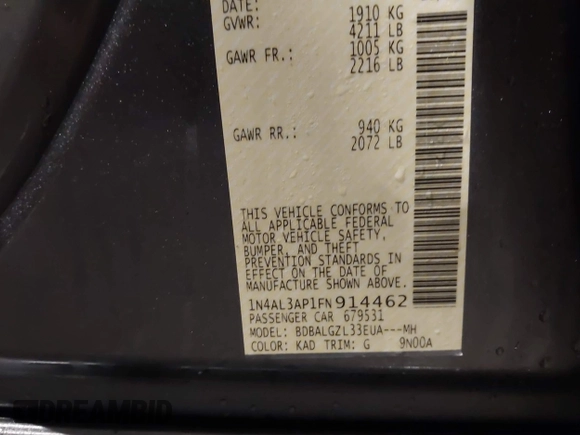 DATE:
GVWR: 1910 KG
4211 LB
GAWR FR.: 1005 KG
2216 LB
GAWR RR.: 940 KG
2072 LB
THIS VEHICLE CONFORMS TO
ALL APPLICABLE FEDERAL
MOTOR VEHICLE SAFETY,
BUMPER, AND THEFT
PREVENTION STANDARDS IN
EFFECT ON THE DATE OF
MANUFACTURE SHOWN ABOVE.
1N4AL3AP1FN914462
PASSENGER CAR 679531
MODEL: BDBALGZL33EUA---MH
COLOR: KAD TRIM: G 9N00A
DREAMBID